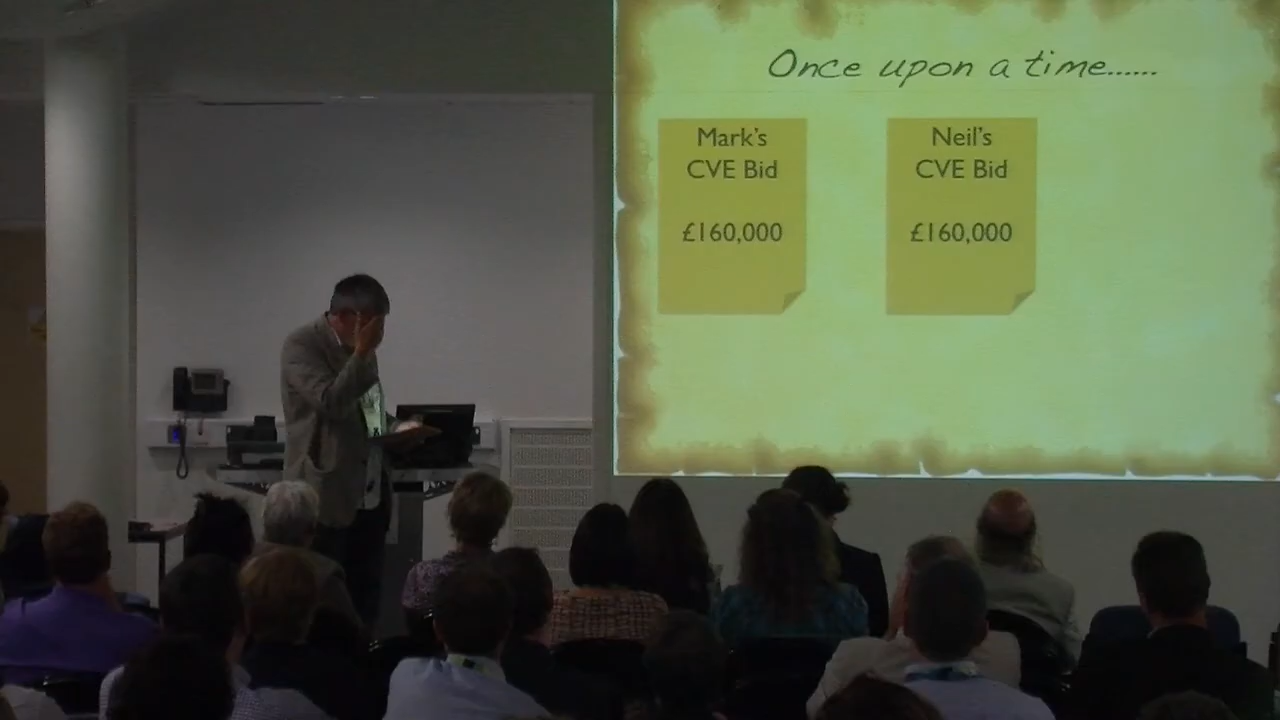 Once upon a time......
Mark's
CVE Bid
£160,000
Neil's
CVE Bid
£160,000